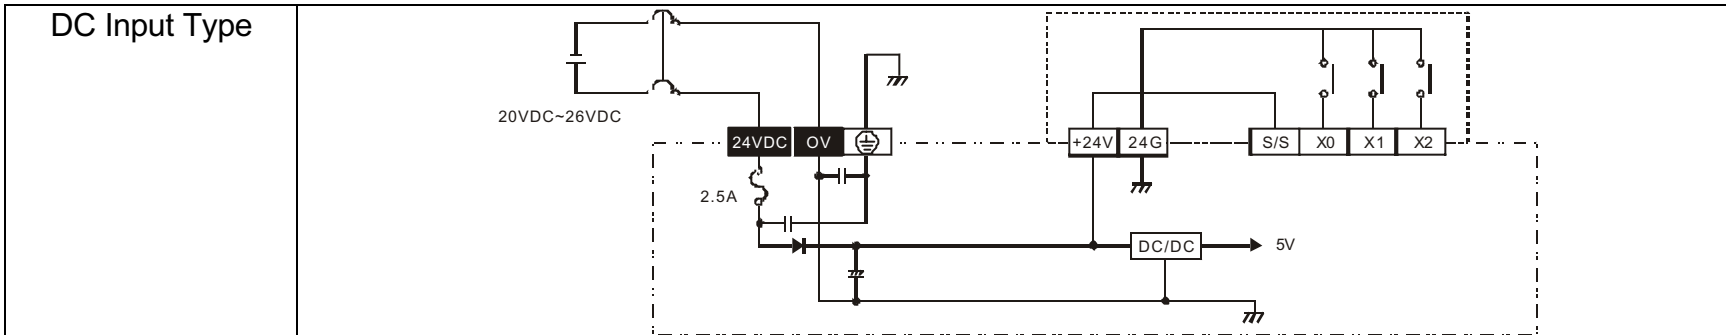 DC Input Type
20VDC~26VDC
24VDC OV
+24V 24G S/S X0 X1 X2
2.5A
DC/DC 5V